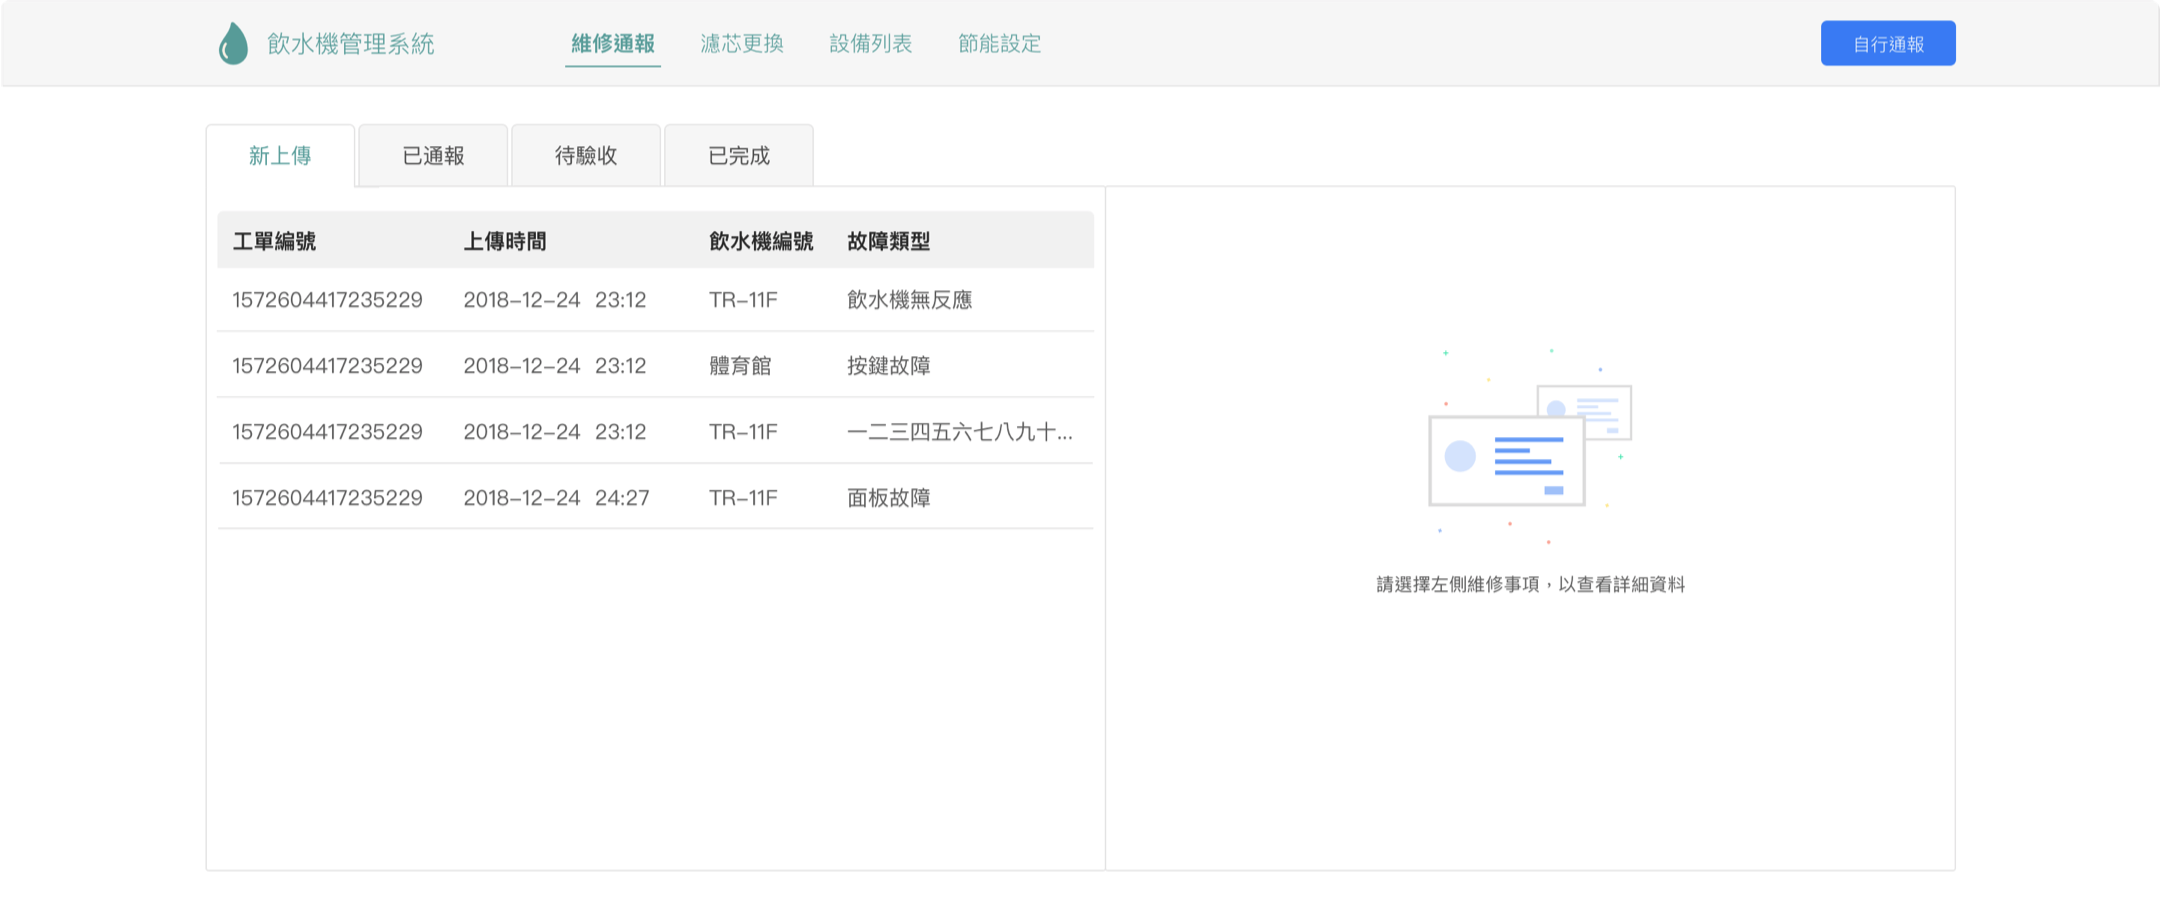 飲水機管理系統 維修通報 濾芯更換 設備列表 節能設定 自行通報
新上傳 已通報 待驗收 已完成
工單編號 上傳時間 飲水機編號 故障類型
1572604417235229 2018-12-24 23:12 TR-11F 飲水機無反應
1572604417235229 2018-12-24 23:12 體育館 按鍵故障
1572604417235229 2018-12-24 23:12 TR-11F 一二三四五六七八九十...
1572604417235229 2018-12-24 24:27 TR-11F 面板故障
請選擇左側維修事項，以查看詳細資料